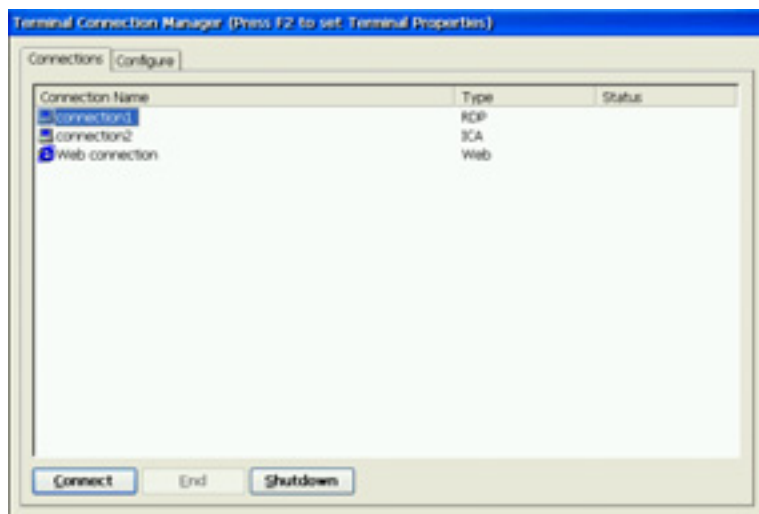 Terminal Connection Manager (Press F2 to set Terminal Properties)
Connections Configure
Connection Name Type Status
connection1 RDP
connection2 ICA
Web connection Web
Connect End Shutdown